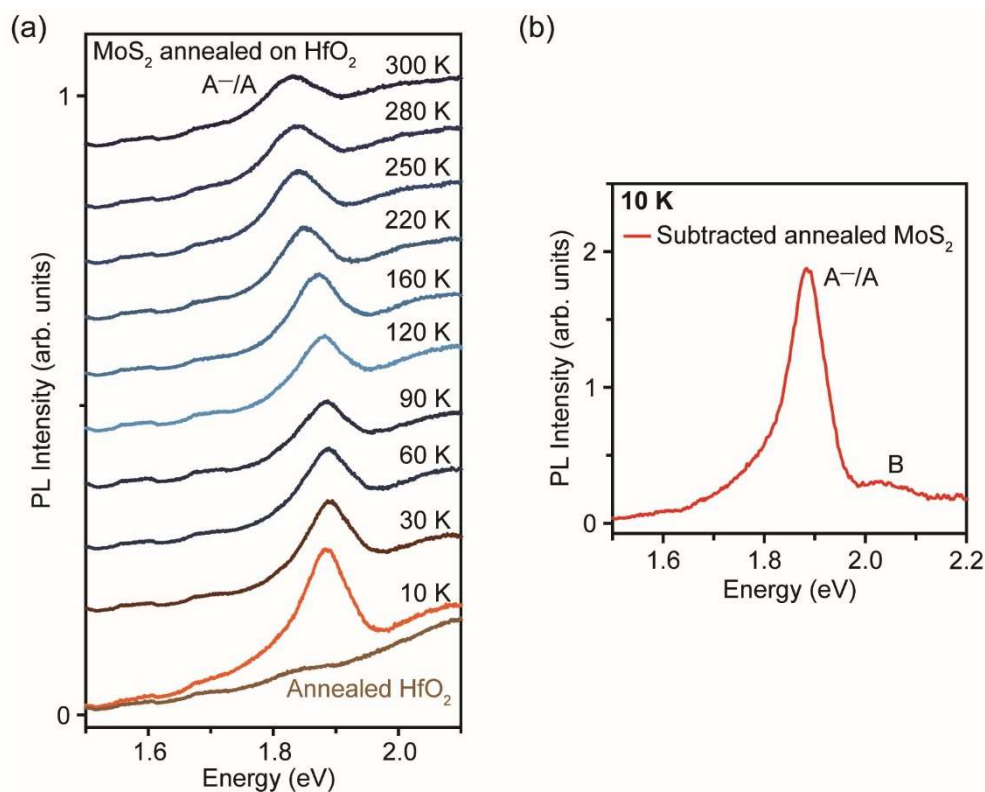 (a)
MoS₂ annealed on HfO₂
A⁻/A
300 K
280 K
250 K
220 K
160 K
120 K
90 K
60 K
30 K
10 K
Annealed HfO₂
1
0
PL Intensity (arb. units)
1.6 1.8 2.0
Energy (eV)
(b)
10 K
Subtracted annealed MoS₂
A⁻/A
B
2
1
0
PL Intensity (arb. units)
1.6 1.8 2.0 2.2
Energy (eV)